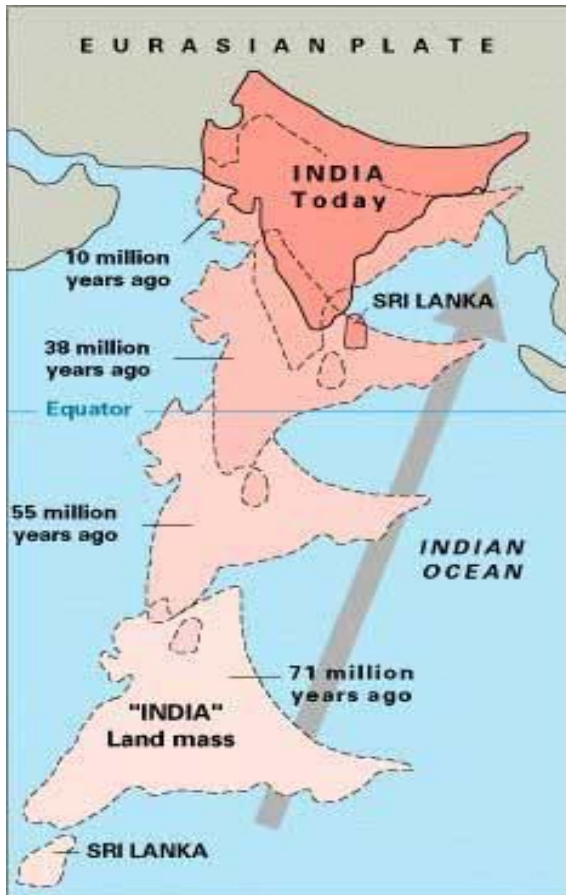 EURASIAN PLATE
INDIA
Today
10 million
years ago
SRI LANKA
38 million
years ago
Equator
55 million
years ago
INDIAN
OCEAN
71 million
years ago
"INDIA"
Land mass
SRI LANKA